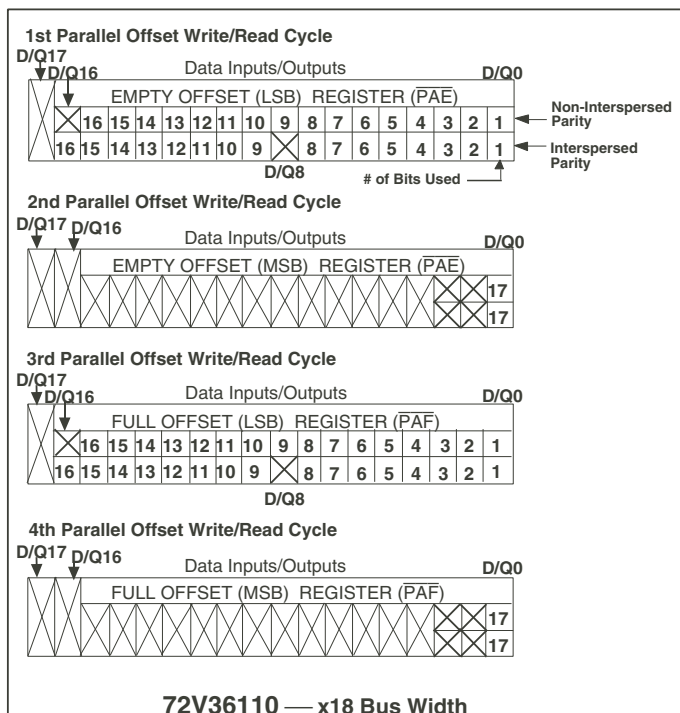 1st Parallel Offset Write/Read Cycle
D/Q17
D/Q16 Data Inputs/Outputs D/Q0
EMPTY OFFSET (LSB) REGISTER (PAE)
16 15 14 13 12 11 10 9 8 7 6 5 4 3 2 1 Non-Interspersed Parity
16 15 14 13 12 11 10 9 8 7 6 5 4 3 2 1 Interspersed Parity
D/Q8
# of Bits Used
2nd Parallel Offset Write/Read Cycle
D/Q17 D/Q16 Data Inputs/Outputs D/Q0
EMPTY OFFSET (MSB) REGISTER (PAE)
17
17
3rd Parallel Offset Write/Read Cycle
D/Q17
D/Q16 Data Inputs/Outputs D/Q0
FULL OFFSET (LSB) REGISTER (PAF)
16 15 14 13 12 11 10 9 8 7 6 5 4 3 2 1
16 15 14 13 12 11 10 9 8 7 6 5 4 3 2 1
D/Q8
4th Parallel Offset Write/Read Cycle
D/Q17 D/Q16 Data Inputs/Outputs D/Q0
FULL OFFSET (MSB) REGISTER (PAF)
17
17
72V36110 — x18 Bus Width